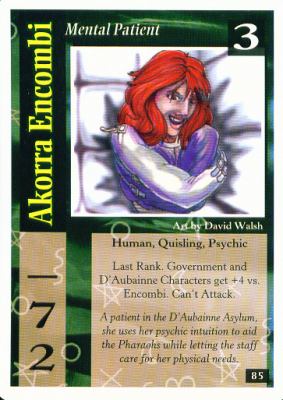 Akorra Encombi
Mental Patient
3
Art by David Walsh
Human, Quisling, Psychic
Last Rank. Government and
D'Aubainne Characters get +4 vs.
Encombi. Can't Attack.
A patient in the D'Aubainne Asylum,
she uses her psychic intuition to aid
the Pharaohs while letting the staff
care for her physical needs.
—
7
2
85